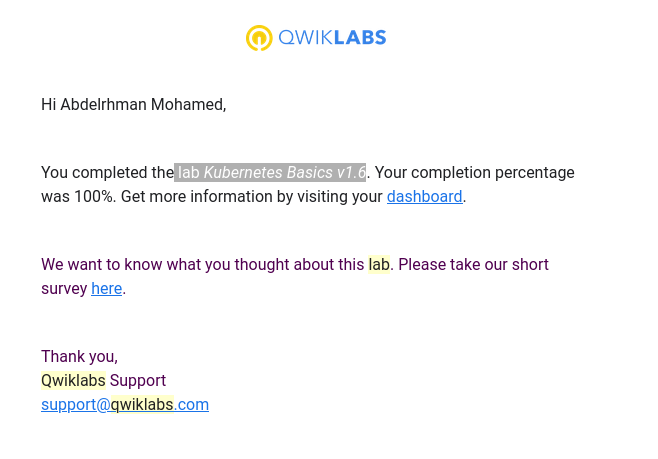 QWIKLABS
Hi Abdelrhman Mohamed,
You completed the lab Kubernetes Basics v1.6. Your completion percentage
was 100%. Get more information by visiting your dashboard.
We want to know what you thought about this lab. Please take our short
survey here.
Thank you,
Qwiklabs Support
support@qwiklabs.com